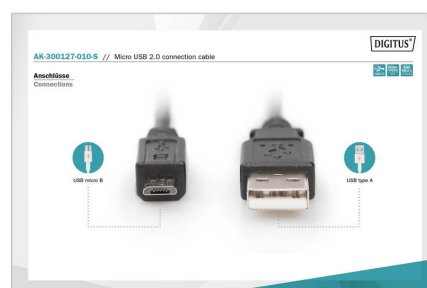 DIGITUS®
AK-300127-010-S // Micro USB 2.0 connection cable
Anschlüsse
Connections
USB micro B
USB type A